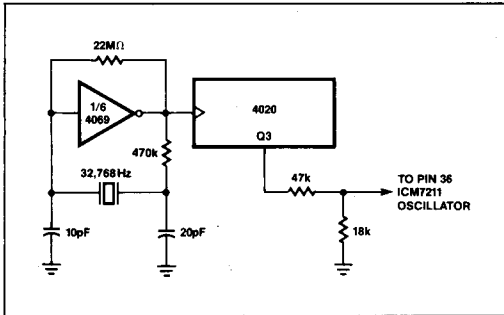 22MΩ
1/6
4069
4020
Q3
470k
32,768Hz
47k
TO PIN 36
ICM7211
OSCILLATOR
10pF
20pF
18k